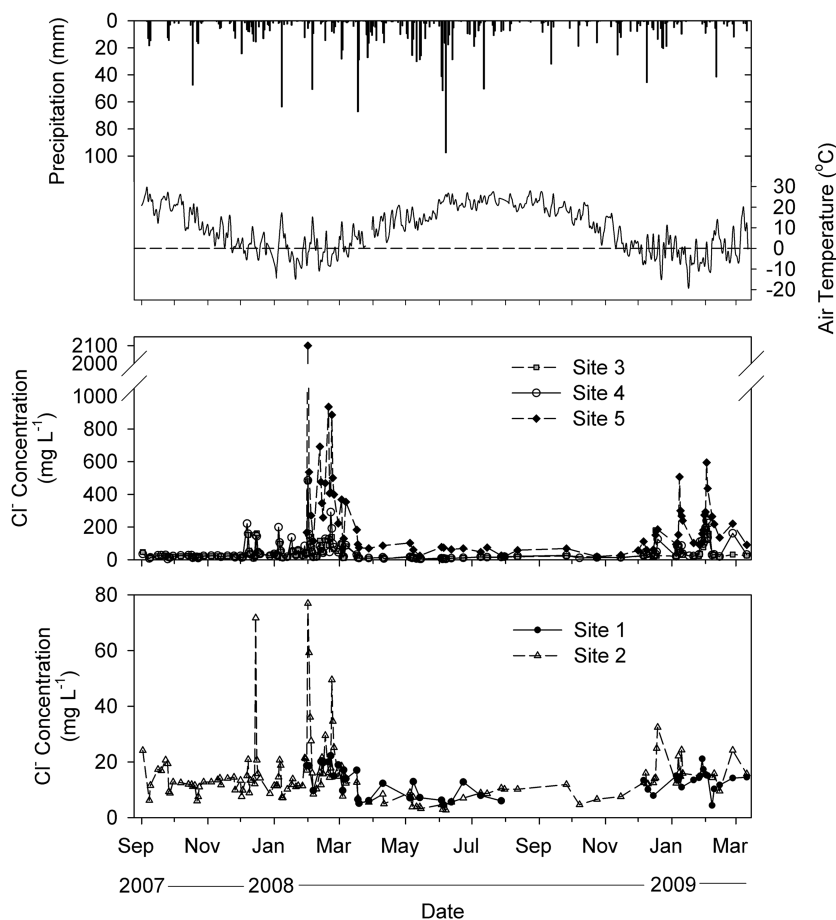 0
20
40
60
80
100
Precipitation (mm)
30
20
10
0
-10
-20
Air Temperature (°C)
2100
2000
1000
800
600
400
200
0
Cl⁻ Concentration
(mg L⁻¹)
Site 3
Site 4
Site 5
80
60
40
20
0
Cl⁻ Concentration
(mg L⁻¹)
Site 1
Site 2
Sep Nov Jan Mar May Jul Sep Nov Jan Mar
2007 2008 2009
Date